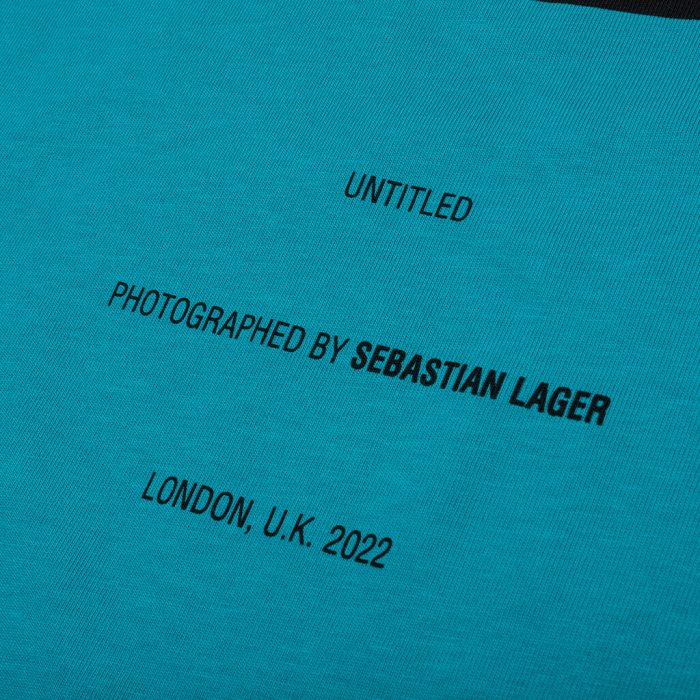 UNTITLED
PHOTOGRAPHED BY SEBASTIAN LAGER
LONDON, U.K. 2022